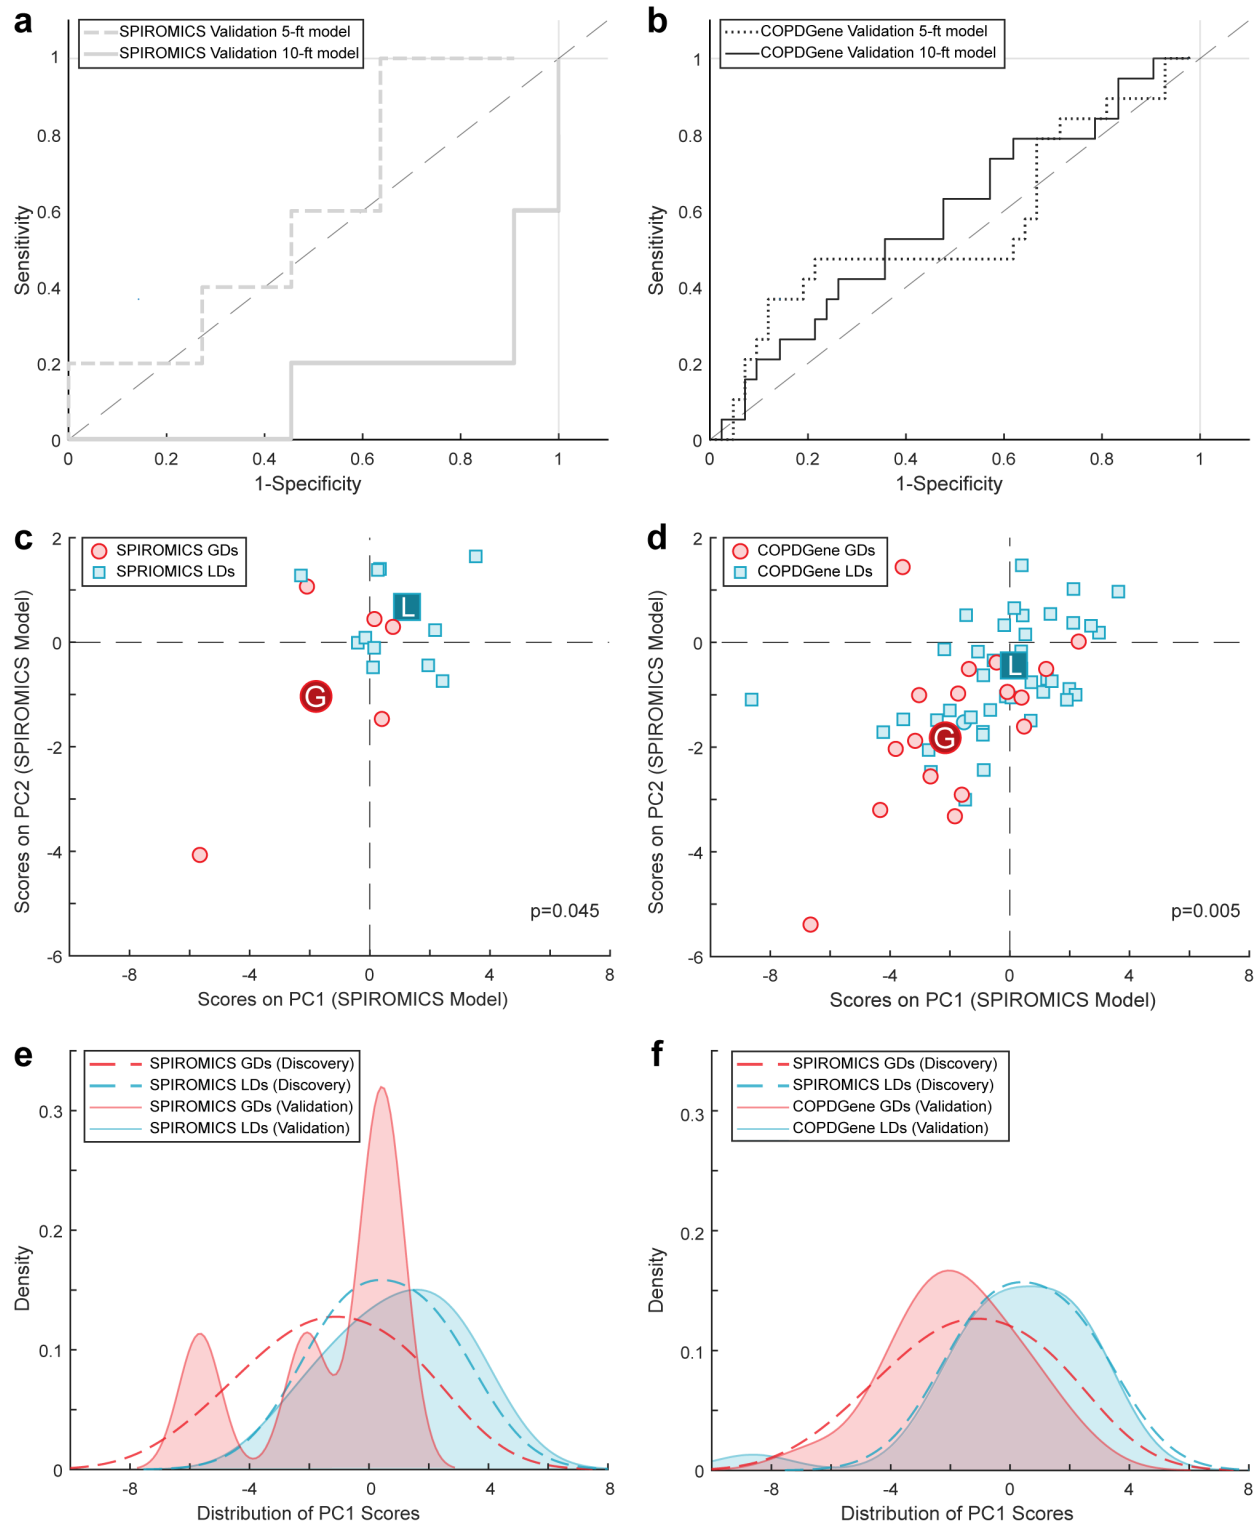 a
SPIROMICS Validation 5-ft model
SPIROMICS Validation 10-ft model
1
0.8
0.6
0.4
0.2
0
Sensitivity
0
0.2
0.4
0.6
0.8
1
1-Specificity
b
COPDGene Validation 5-ft model
COPDGene Validation 10-ft model
1
0.8
0.6
0.4
0.2
0
Sensitivity
0
0.2
0.4
0.6
0.8
1
1-Specificity
c
SPIROMICS GDs
SPRIOMICS LDs
2
0
-2
-4
-6
Scores on PC2 (SPIROMICS Model)
L
G
p=0.045
-8
-4
0
4
8
Scores on PC1 (SPIROMICS Model)
d
COPDGene GDs
COPDGene LDs
2
0
-2
-4
-6
Scores on PC2 (SPIROMICS Model)
L
G
p=0.005
-8
-4
0
4
8
Scores on PC1 (SPIROMICS Model)
e
SPIROMICS GDs (Discovery)
SPIROMICS LDs (Discovery)
SPIROMICS GDs (Validation)
SPIROMICS LDs (Validation)
0.3
0.2
0.1
0
Density
-8
-4
0
4
8
Distribution of PC1 Scores
f
SPIROMICS GDs (Discovery)
SPIROMICS LDs (Discovery)
COPDGene GDs (Validation)
COPDGene LDs (Validation)
0.3
0.2
0.1
0
Density
-8
-4
0
4
8
Distribution of PC1 Scores